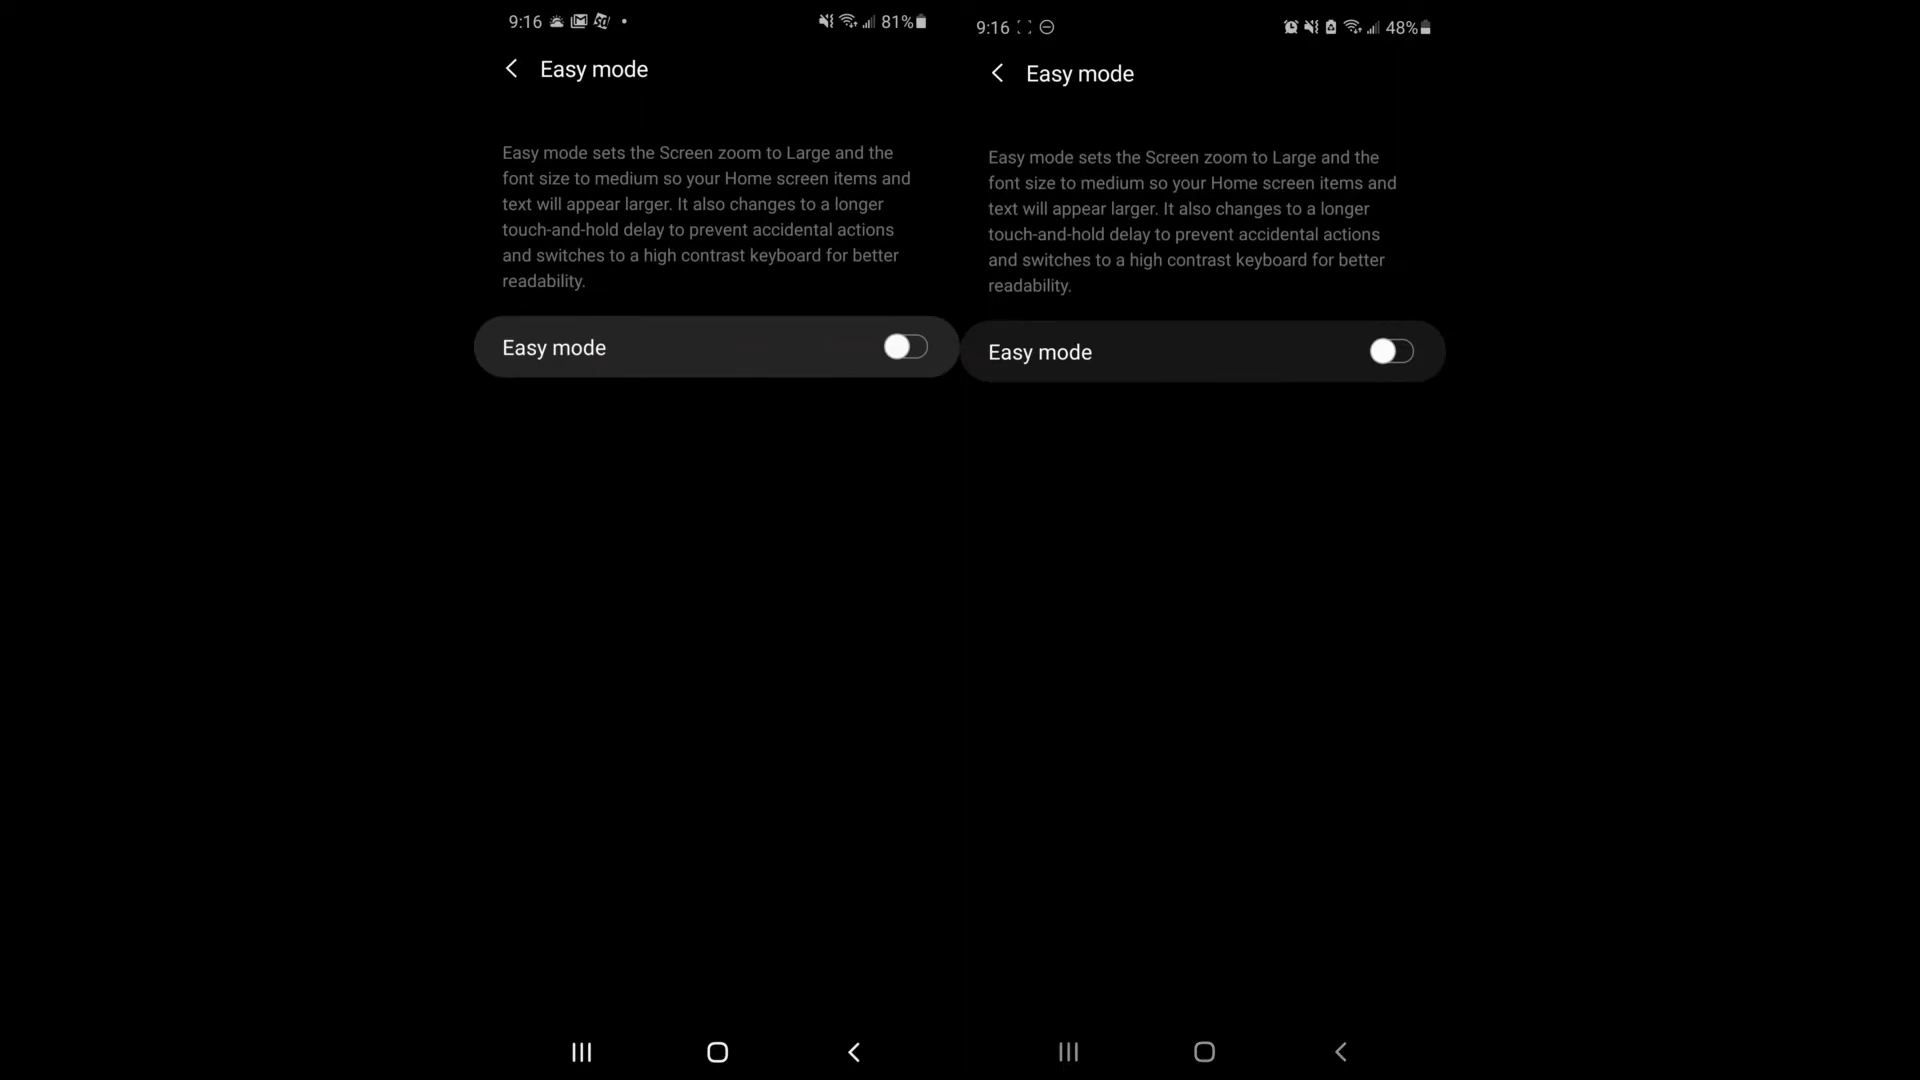 9:16
81%
Easy mode
Easy mode sets the Screen zoom to Large and the
font size to medium so your Home screen items and
text will appear larger. It also changes to a longer
touch-and-hold delay to prevent accidental actions
and switches to a high contrast keyboard for better
readability.
Easy mode
9:16
48%
Easy mode
Easy mode sets the Screen zoom to Large and the
font size to medium so your Home screen items and
text will appear larger. It also changes to a longer
touch-and-hold delay to prevent accidental actions
and switches to a high contrast keyboard for better
readability.
Easy mode